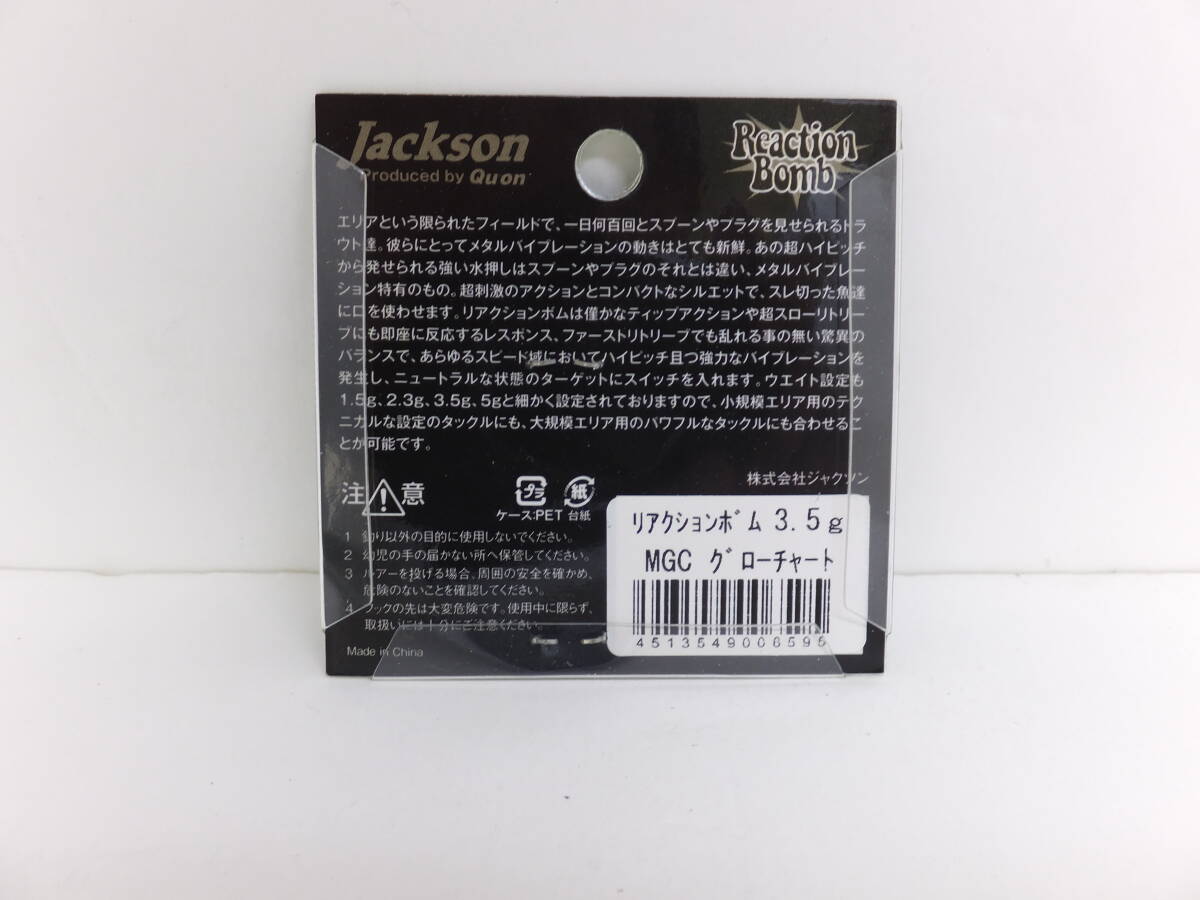 Jackson
Produced by Quon
Reaction
Bomb
エリアという限られたフィールドで、一日何百回とスプーンやプラグを見せられるトラ
ウト達。彼らにとってメタルバイブレーションの動きはとても新鮮。あの超ハイピッチ
から発せられる強い水押しはスプーンやプラグのそれとは違い、メタルバイブレー
ション特有のもの。超刺激のアクションとコンパクトなシルエットで、スレ切った魚達
に口を使わせます。リアクションボムは僅かなティップアクションや超スローリトリー
ブにも即座に反応するレスポンス、ファーストリトリーブでも乱れる事の無い驚異の
バランスで、あらゆるスピード域においてハイピッチ且つ強力なバイブレーションを
発生し、ニュートラルな状態のターゲットにスイッチを入れます。ウエイト設定も
1.5g、2.3g、3.5g、5gと細かく設定されておりますので、小規模エリア用のテク
ニカルな設定のタックルにも、大規模エリア用のパワフルなタックルにも合わせるこ
とが可能です。
株式会社ジャクソン
注意
プラ 紙
ケース:PET 台紙
1 釣り以外の目的に使用しないでください。
2 幼児の手の届かない所へ保管してください。
3 ルアーを投げる場合、周囲の安全を確かめ、
危険のないことを確認してください。
4 フックの先は大変危険です。使用中に限らず、
取扱いには十分にご注意ください。
Made in China
ﾘｱｸｼｮﾝﾎﾞﾑ 3.5g
MGC ｸﾞﾛｰﾁｬｰﾄ
4513549006595